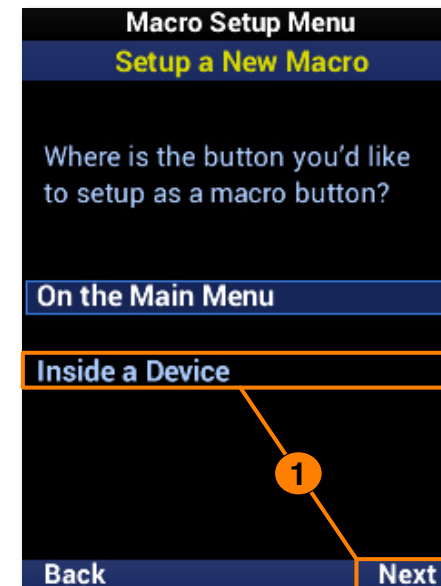 Macro Setup Menu
Setup a New Macro
Where is the button you'd like
to setup as a macro button?
On the Main Menu
Inside a Device
1
Back Next